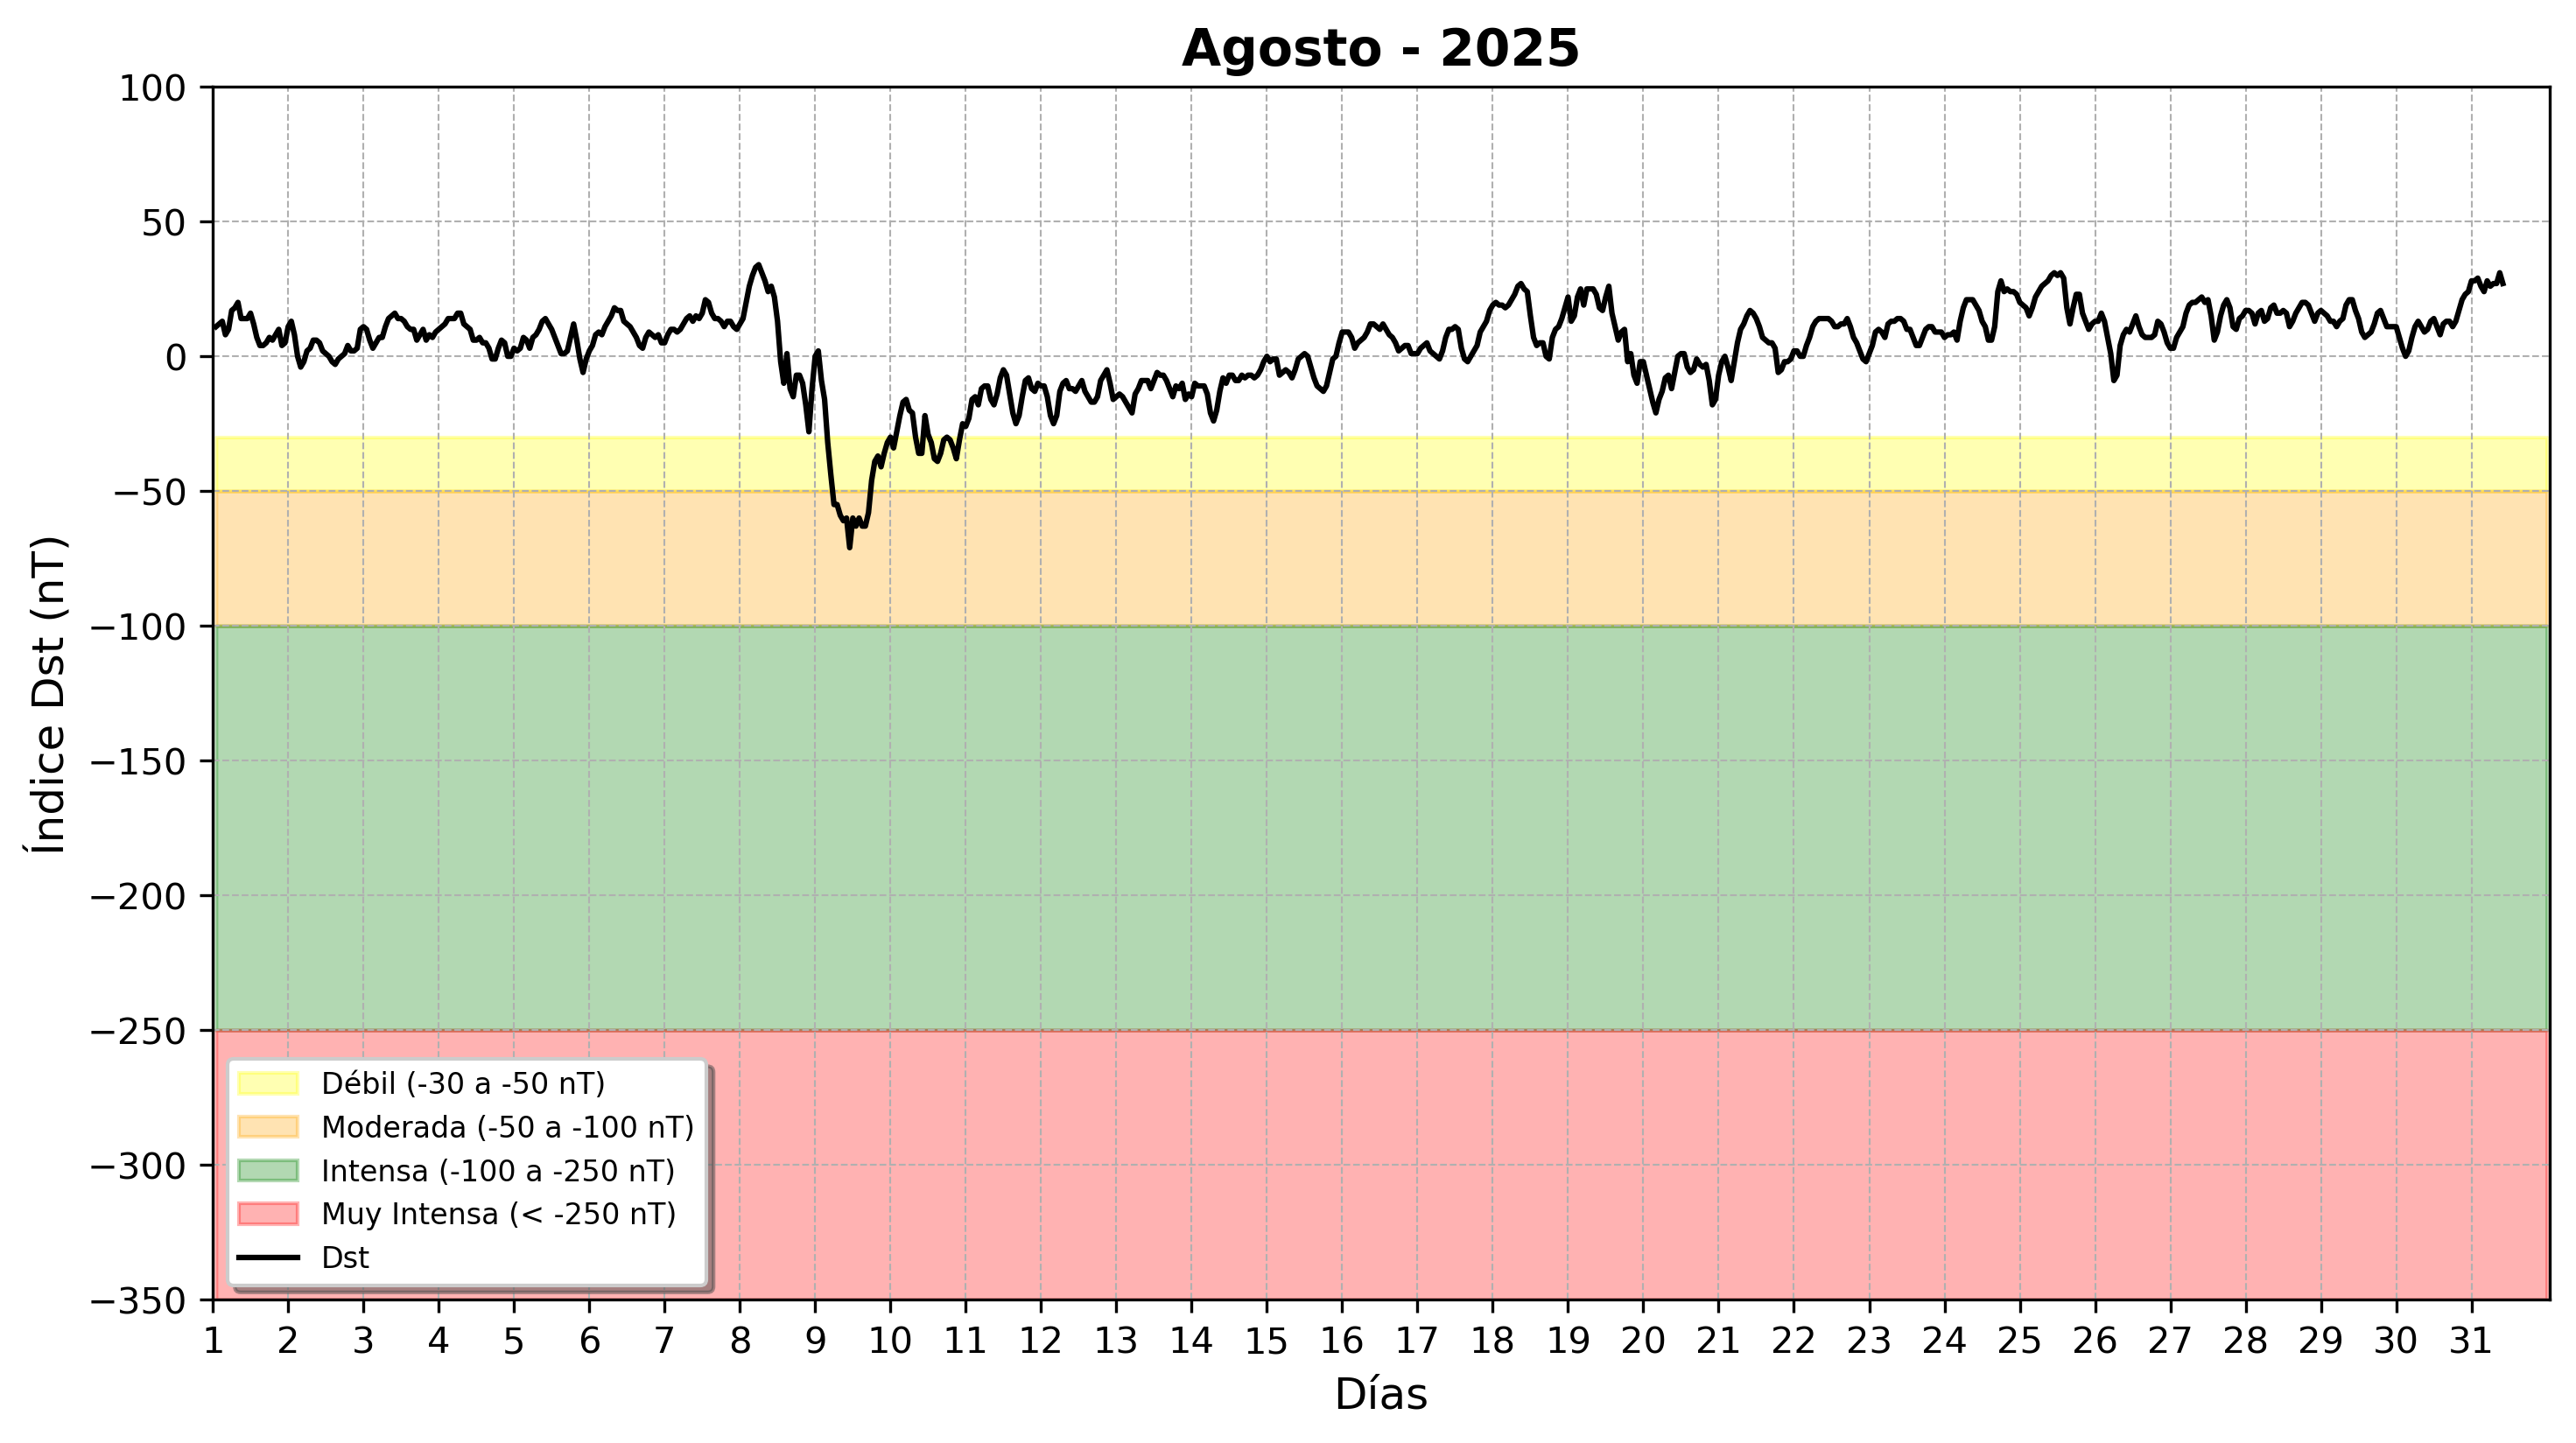 Agosto - 2025
Índice Dst (nT)
100
50
0
−50
−100
−150
−200
−250
−300
−350
Débil (-30 a -50 nT)
Moderada (-50 a -100 nT)
Intensa (-100 a -250 nT)
Muy Intensa (< -250 nT)
Dst
1 2 3 4 5 6 7 8 9 10 11 12 13 14 15 16 17 18 19 20 21 22 23 24 25 26 27 28 29 30 31
Días